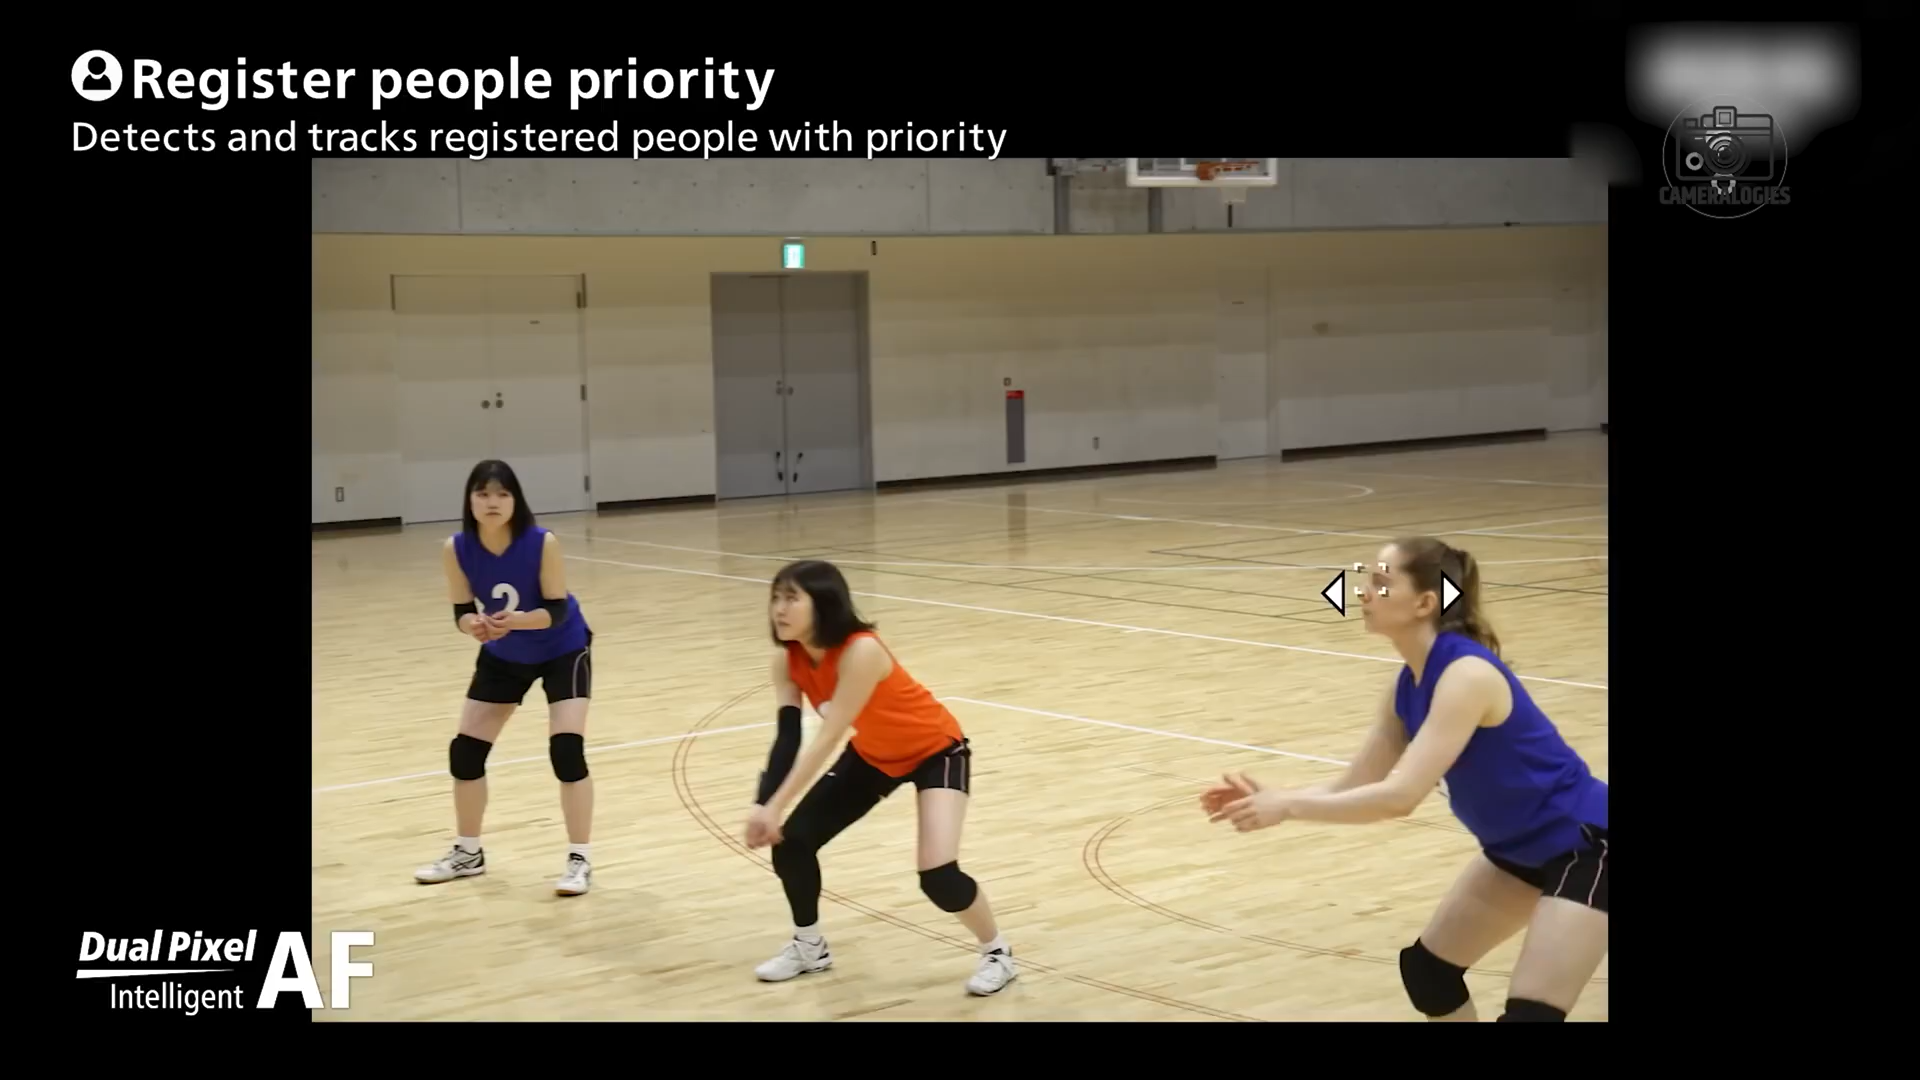 Register people priority
Detects and tracks registered people with priority
CAMERALOGIES
2
Dual Pixel
Intelligent AF